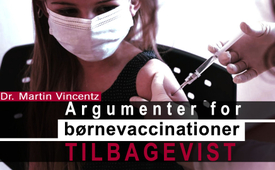 Dr. Martin Vincentz
Argumenter for
børnevaccinationer
TILBAGEVIST